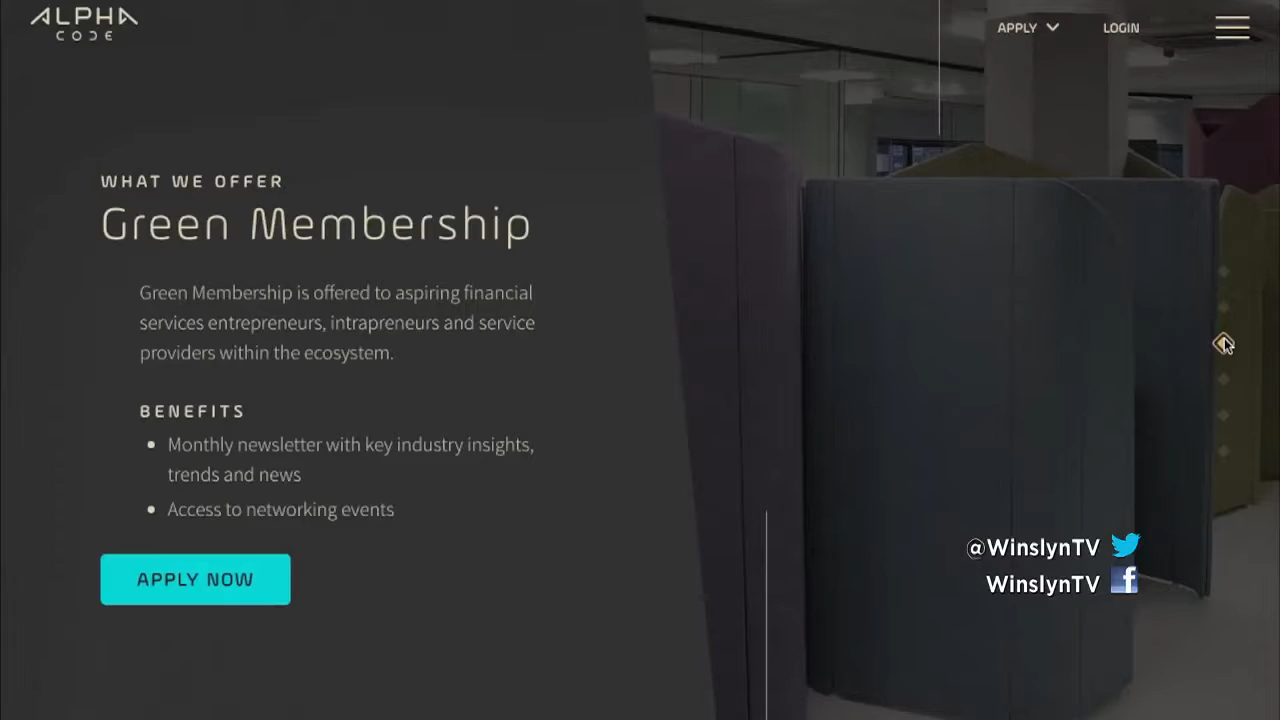 ALPHA
CODE
APPLY
LOGIN
WHAT WE OFFER
Green Membership
Green Membership is offered to aspiring financial
services entrepreneurs, intrapreneurs and service
providers within the ecosystem.
BENEFITS
Monthly newsletter with key industry insights,
trends and news
Access to networking events
APPLY NOW
@WinslynTV
WinslynTV